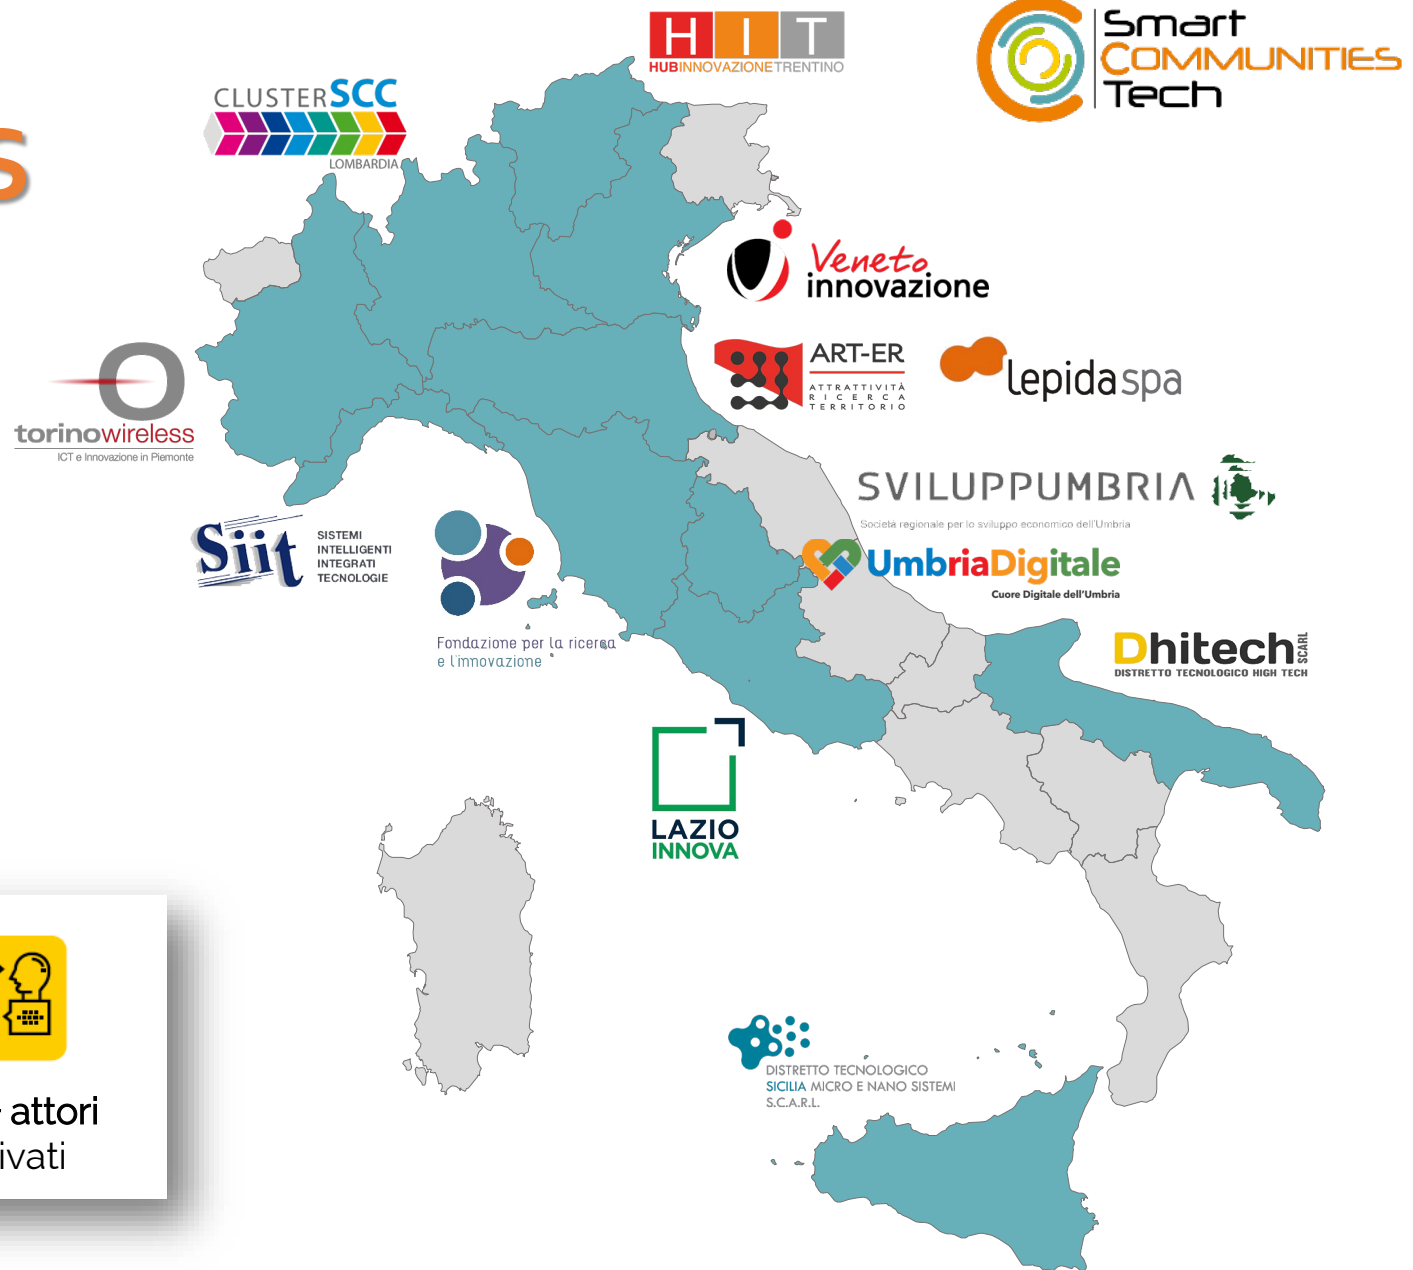 HIT
HUBINNOVAZIONETRENTINO
Smart
COMMUNITIES
Tech
CLUSTERSCC
LOMBARDIA
s
Veneto
innovazione
ART-ER
ATTRATTIVITÀ
RICERCA
TERRITORIO
lepidaspa
torinowireless
ICT e Innovazione in Piemonte
SVILUPPUMBRIA
Società regionale per lo sviluppo economico dell'Umbria
Siit
SISTEMI
INTELLIGENTI
INTEGRATI
TECNOLOGIE
UmbriaDigitale
Cuore Digitale dell'Umbria
Fondazione per la ricerca
e l'innovazione
Dhitech SCARL
DISTRETTO TECNOLOGICO HIGH TECH
LAZIO
INNOVA
DISTRETTO TECNOLOGICO
SICILIA MICRO E NANO SISTEMI
S.C.A.R.L.
attori
ivati